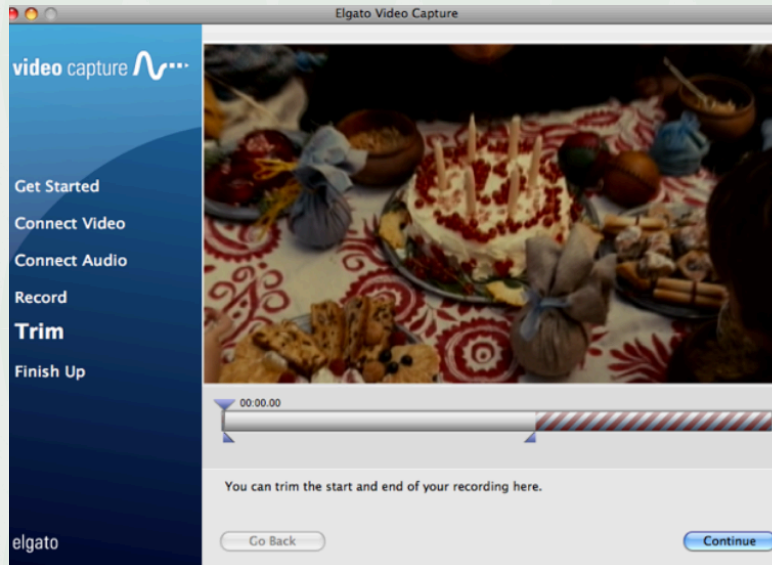 Elgato Video Capture
video capture
Get Started
Connect Video
Connect Audio
Record
Trim
Finish Up
elgato
00:00.00
You can trim the start and end of your recording here.
Go Back
Continue